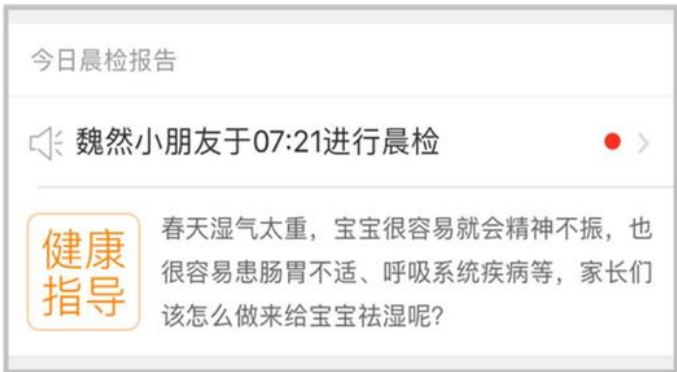 今日晨检报告
魏然小朋友于07:21进行晨检
健康
指导
春天湿气太重，宝宝很容易就会精神不振，也
很容易患肠胃不适、呼吸系统疾病等，家长们
该怎么做来给宝宝祛湿呢？